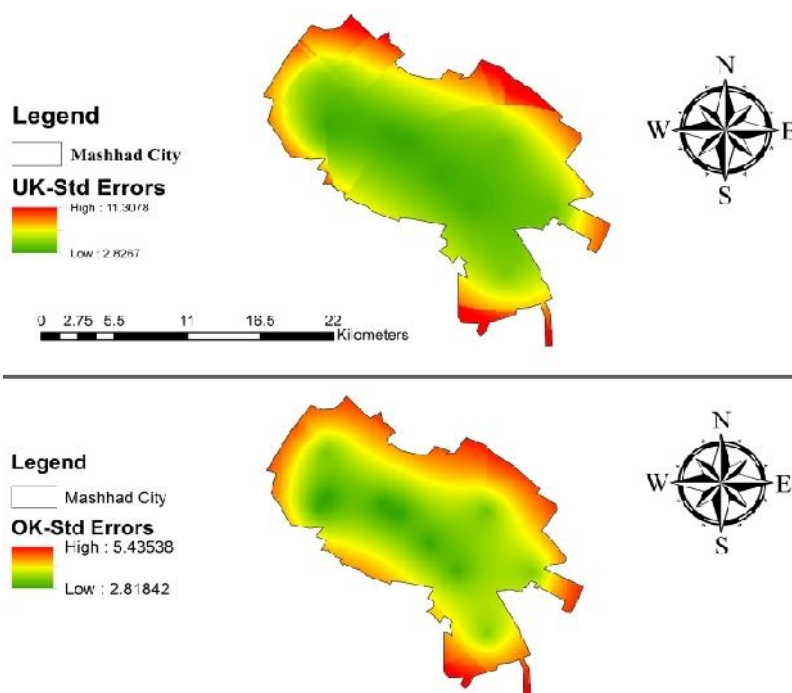 N
W E
S
Legend
Mashhad City
UK-Std Errors
High : 11.3078
Low : 2.8267
0 2.75 5.5 11 16.5 22
Kilometers
N
W E
S
Legend
Mashhad City
OK-Std Errors
High : 5.43538
Low : 2.81842